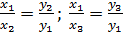 x₁/x₂ = y₂/y₁ ; x₁/x₃ = y₃/y₁